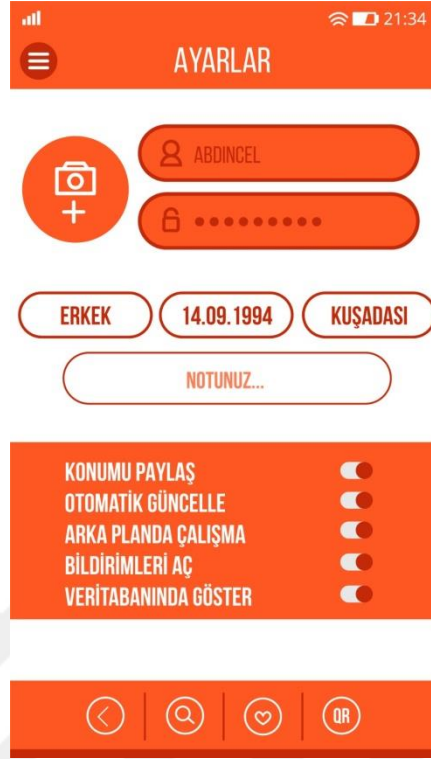 21:34
AYARLAR
ABDINCEL
●●●●●●●●●
ERKEK
14.09.1994
KUŞADASI
NOTUNUZ...
KONUMU PAYLAŞ
OTOMATİK GÜNCELLE
ARKA PLANDA ÇALIŞMA
BİLDİRİMLERİ AÇ
VERİTABANINDA GÖSTER
QR